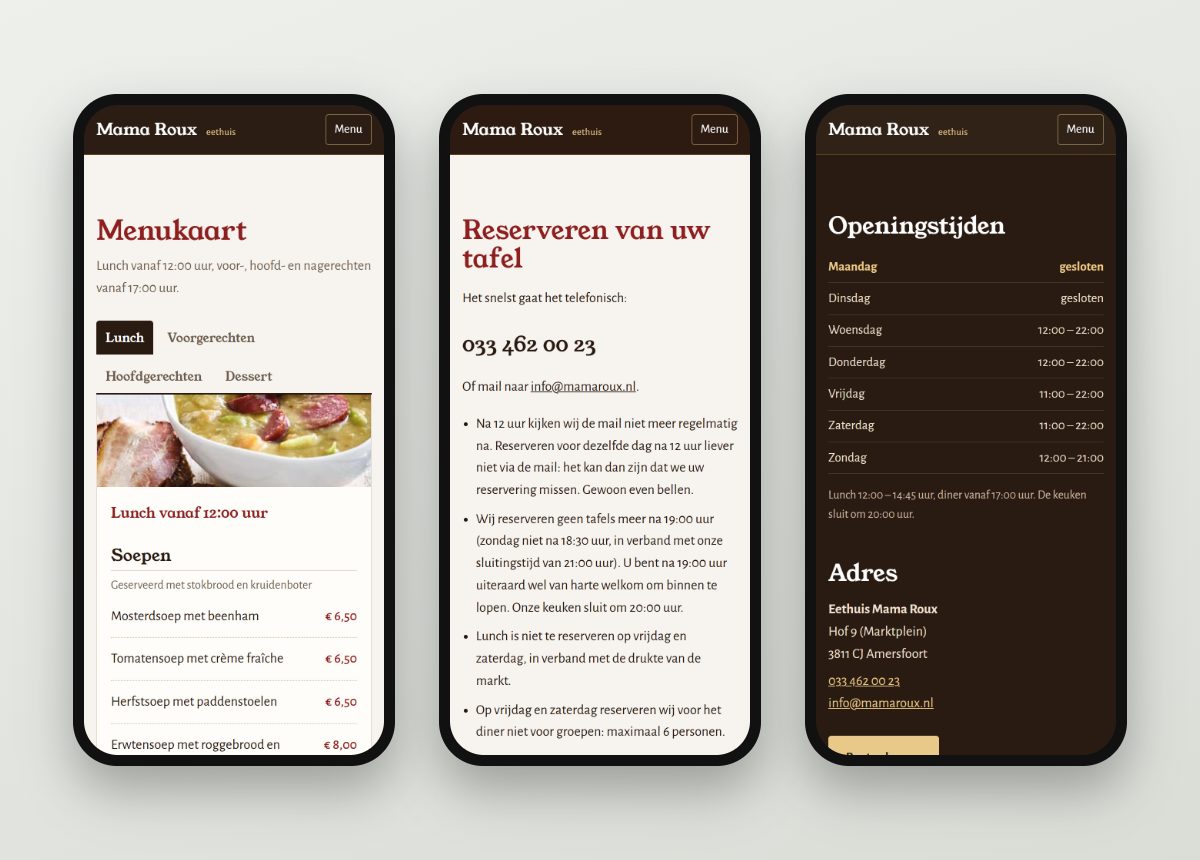 Mama Roux eethuis
Menu
Menukaart
Lunch vanaf 12:00 uur, voor-, hoofd- en nagerechten
vanaf 17:00 uur.
Lunch
Voorgerechten
Hoofdgerechten
Dessert
Lunch vanaf 12:00 uur
Soepen
Geserveerd met stokbrood en kruidenboter
Mosterdsoep met beenham € 6,50
Tomatensoep met crème fraîche € 6,50
Herfstsoep met paddenstoelen € 6,50
Erwtensoep met roggebrood en € 8,00
Mama Roux eethuis
Menu
Reserveren van uw
tafel
Het snelst gaat het telefonisch:
033 462 00 23
Of mail naar info@mamaroux.nl.
• Na 12 uur kijken wij de mail niet meer regelmatig
na. Reserveren voor dezelfde dag na 12 uur liever
niet via de mail: het kan dan zijn dat we uw
reservering missen. Gewoon even bellen.
• Wij reserveren geen tafels meer na 19:00 uur
(zondag niet na 18:30 uur, in verband met onze
sluitingstijd van 21:00 uur). U bent na 19:00 uur
uiteraard wel van harte welkom om binnen te
lopen. Onze keuken sluit om 20:00 uur.
• Lunch is niet te reserveren op vrijdag en
zaterdag, in verband met de drukte van de
markt.
• Op vrijdag en zaterdag reserveren wij voor het
diner niet voor groepen: maximaal 6 personen.
Mama Roux eethuis
Menu
Openingstijden
Maandag gesloten
Dinsdag gesloten
Woensdag 12:00 – 22:00
Donderdag 12:00 – 22:00
Vrijdag 11:00 – 22:00
Zaterdag 11:00 – 22:00
Zondag 12:00 – 21:00
Lunch 12:00 – 14:45 uur, diner vanaf 17:00 uur. De keuken
sluit om 20:00 uur.
Adres
Eethuis Mama Roux
Hof 9 (Marktplein)
3811 CJ Amersfoort
033 462 00 23
info@mamaroux.nl